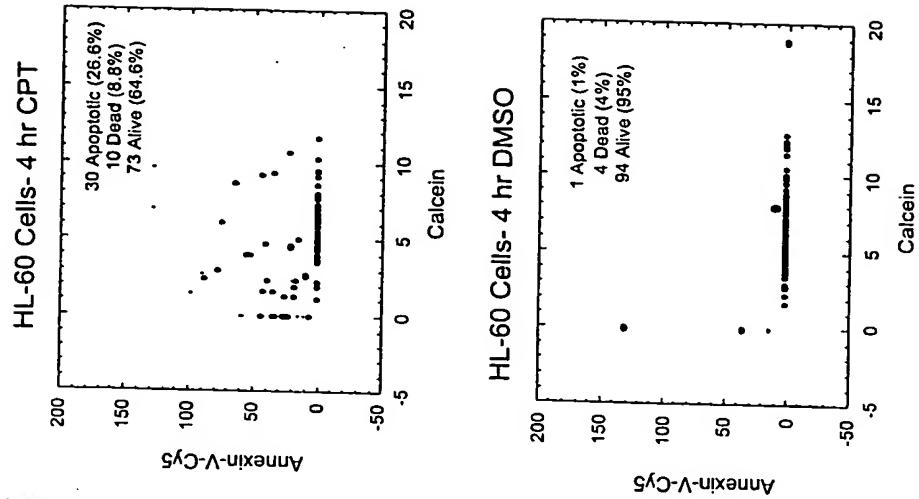 HL-60 Cells- 4 hr CPT
200
150
100
50
0
-50
Annexin-V-Cy5
30 Apoptotic (26.6%)
10 Dead (8.8%)
73 Alive (64.6%)
-5
0
5
10
15
20
Calcein
HL-60 Cells- 4 hr DMSO
200
150
100
50
0
-50
Annexin-V-Cy5
1 Apoptotic (1%)
4 Dead (4%)
94 Alive (95%)
-5
0
5
10
15
20
Calcein